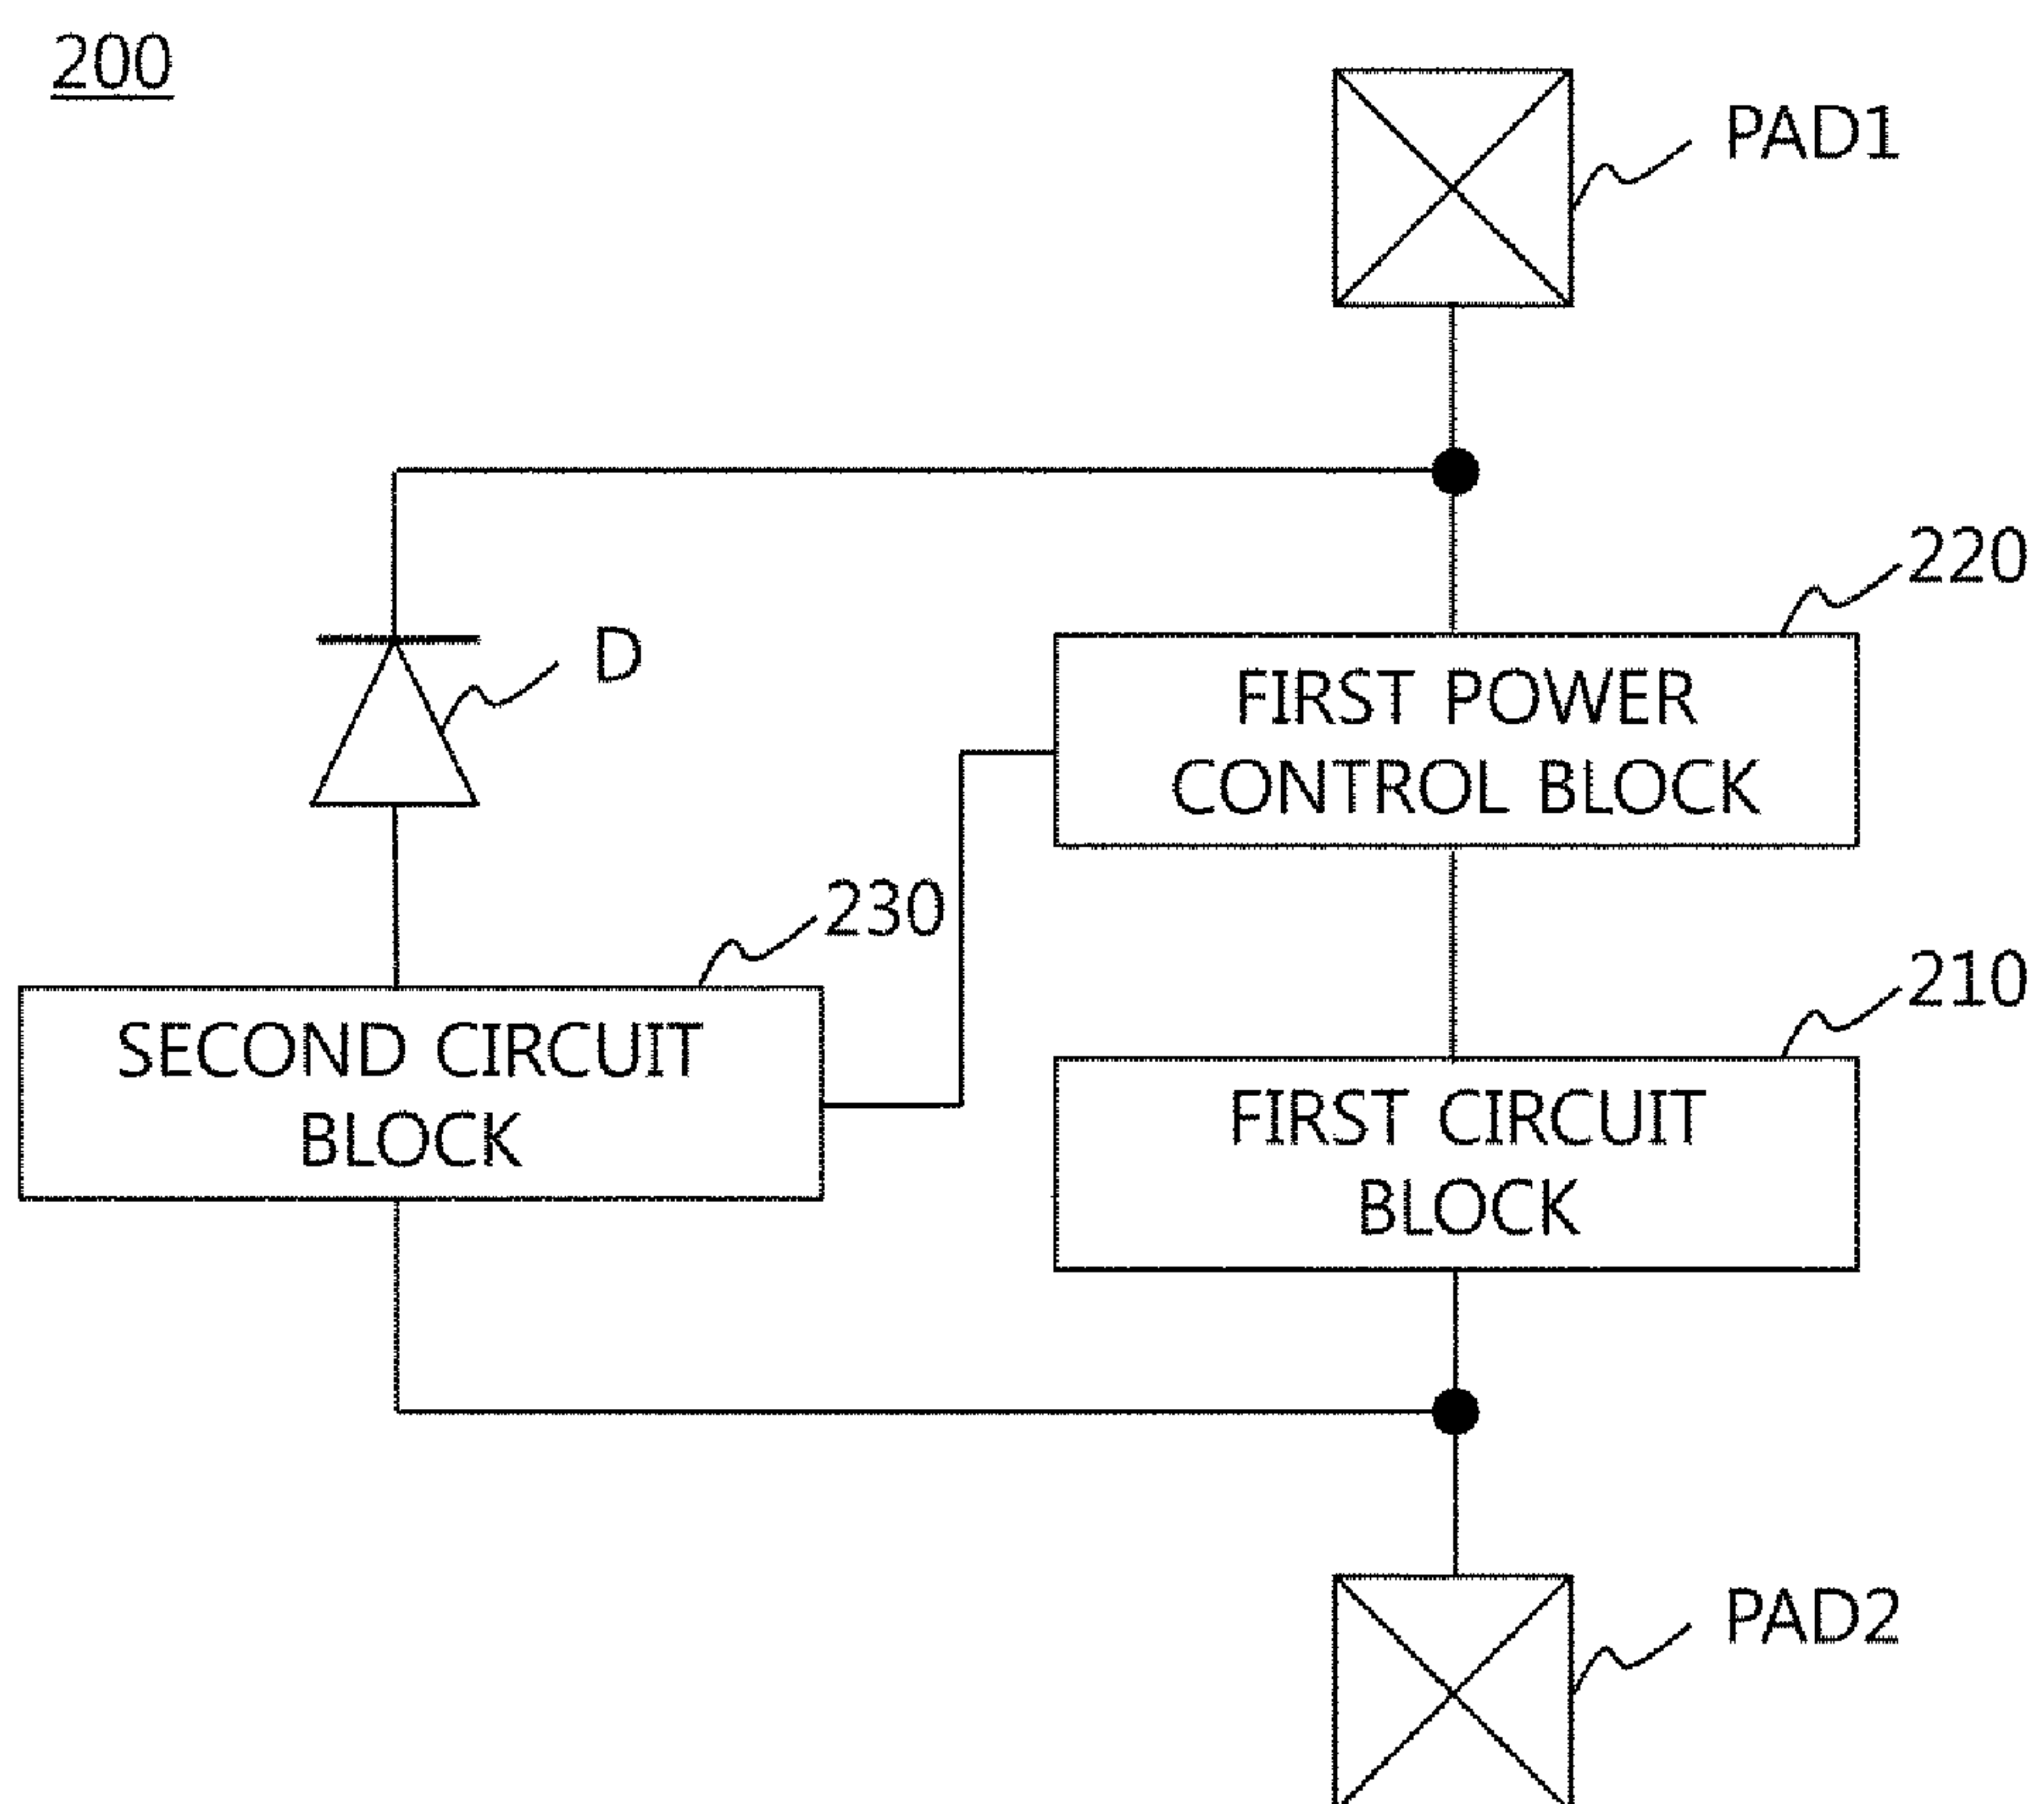 200
PAD1
220
FIRST POWER
CONTROL BLOCK
D
230
SECOND CIRCUIT
BLOCK
210
FIRST CIRCUIT
BLOCK
PAD2